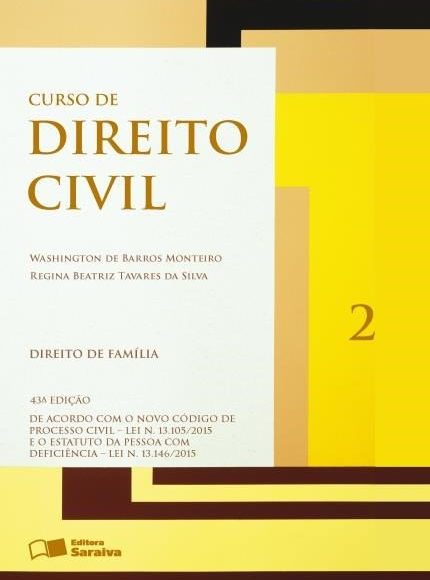 CURSO DE
DIREITO
CIVIL
WASHINGTON DE BARROS MONTEIRO
REGINA BEATRIZ TAVARES DA SILVA
2
DIREITO DE FAMÍLIA
43ª EDIÇÃO
DE ACORDO COM O NOVO CÓDIGO DE
PROCESSO CIVIL – LEI N. 13.105/2015
E O ESTATUTO DA PESSOA COM
DEFICIÊNCIA – LEI N. 13.146/2015
Editora
Saraiva